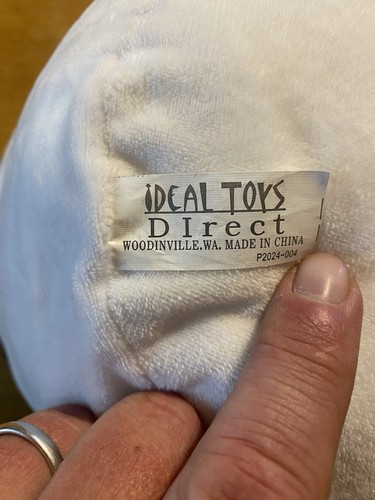 iDEAL TOYS
DIrect
WOODINVILLE.WA. MADE IN CHINA
P2024-004